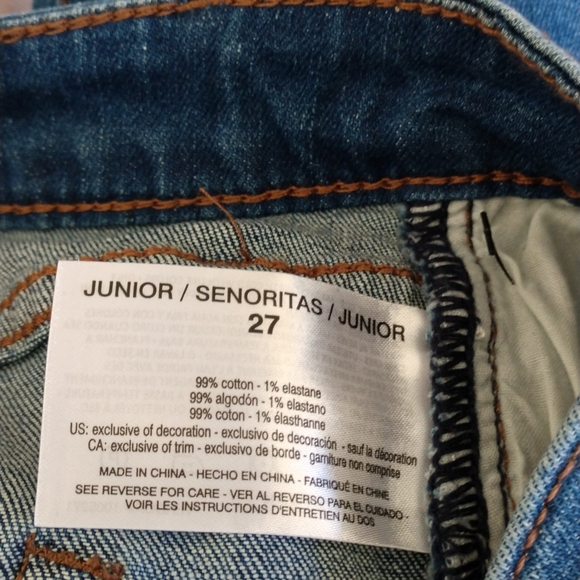 JUNIOR / SENORITAS / JUNIOR
27
99% cotton - 1% elastane
99% algodón - 1% elastano
99% coton - 1% élasthanne
US: exclusive of decoration - exclusivo de decoración - sauf la décoration
CA: exclusive of trim - exclusivo de borde - garniture non comprise
MADE IN CHINA - HECHO EN CHINA - FABRIQUÉ EN CHINE
SEE REVERSE FOR CARE - VER AL REVERSO PARA EL CUIDADO
VOIR LES INSTRUCTIONS D'ENTRETIEN AU DOS